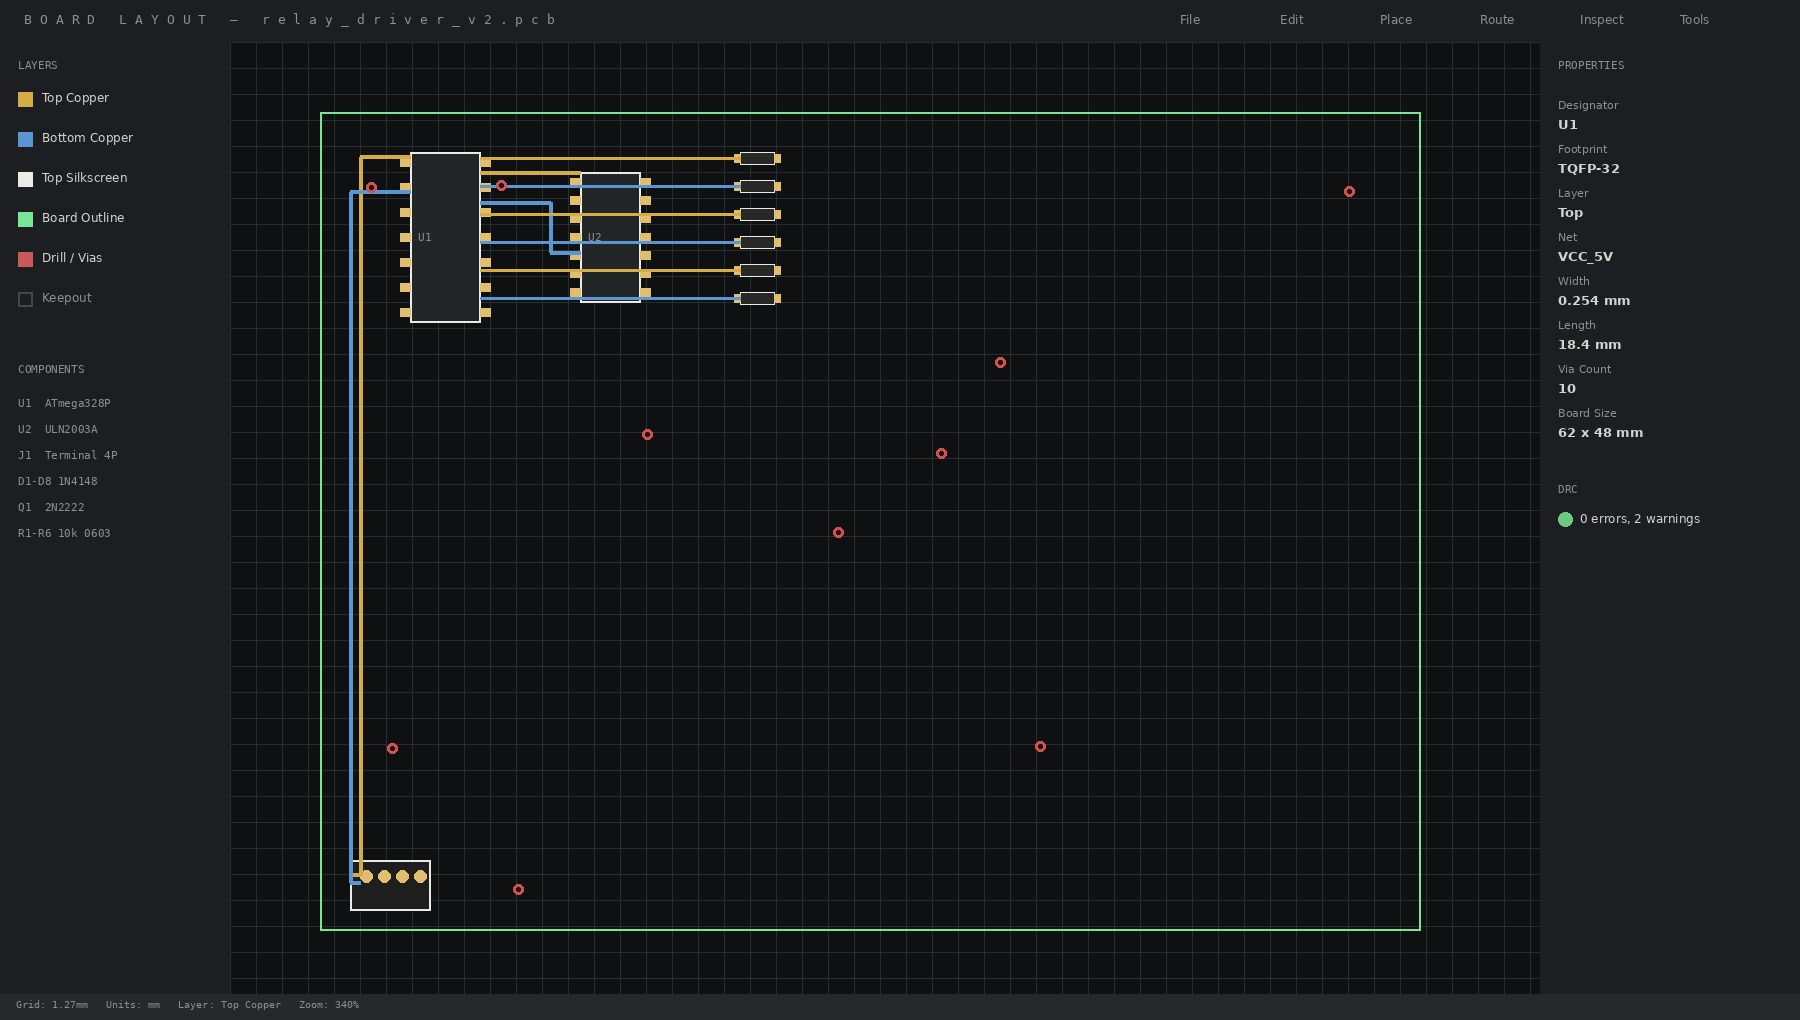 BOARD LAYOUT — relay_driver_v2.pcb
File Edit Place Route Inspect Tools
LAYERS
Top Copper
Bottom Copper
Top Silkscreen
Board Outline
Drill / Vias
Keepout
COMPONENTS
U1 ATmega328P
U2 ULN2003A
J1 Terminal 4P
D1-D8 1N4148
Q1 2N2222
R1-R6 10k 0603
U1
U2
PROPERTIES
Designator
U1
Footprint
TQFP-32
Layer
Top
Net
VCC_5V
Width
0.254 mm
Length
18.4 mm
Via Count
10
Board Size
62 x 48 mm
DRC
0 errors, 2 warnings
Grid: 1.27mm Units: mm Layer: Top Copper Zoom: 340%